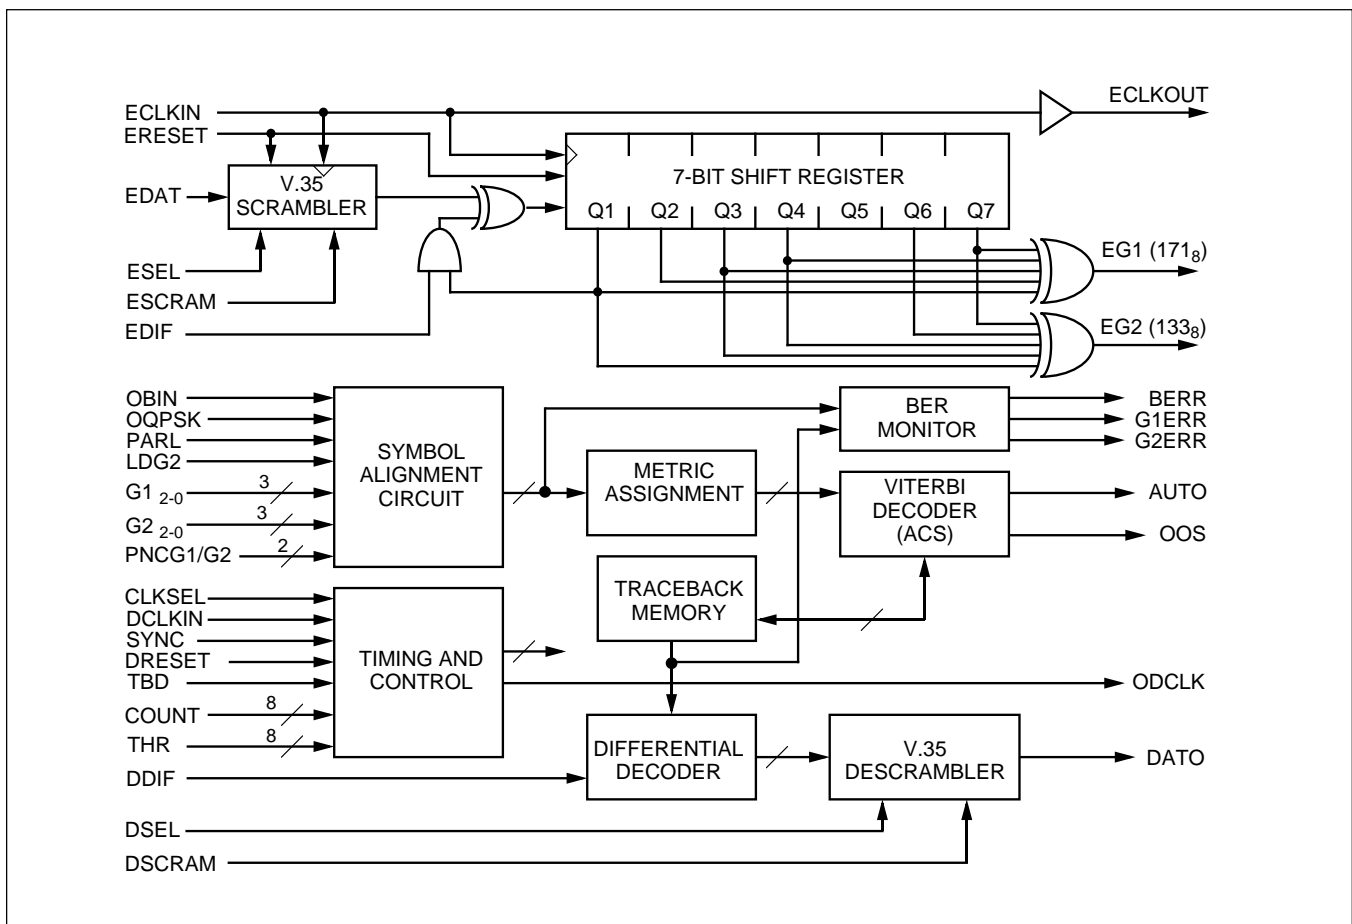 ECLKIN
ECLKOUT
ERESET
V.35
SCRAMBLER
7-BIT SHIFT REGISTER
EDAT
Q1 Q2 Q3 Q4 Q5 Q6 Q7
EG1 (171₈)
ESEL
ESCRAM
EDIF
EG2 (133₈)
OBIN
OQPSK
PARL
LDG2
G1 2-0
3
G2 2-0
3
PNCG1/G2
2
SYMBOL
ALIGNMENT
CIRCUIT
METRIC
ASSIGNMENT
BER
MONITOR
BERR
G1ERR
G2ERR
VITERBI
DECODER
(ACS)
AUTO
OOS
TRACEBACK
MEMORY
CLKSEL
DCLKIN
SYNC
DRESET
TBD
COUNT
8
THR
8
TIMING AND
CONTROL
ODCLK
DDIF
DIFFERENTIAL
DECODER
V.35
DESCRAMBLER
DATO
DSEL
DSCRAM